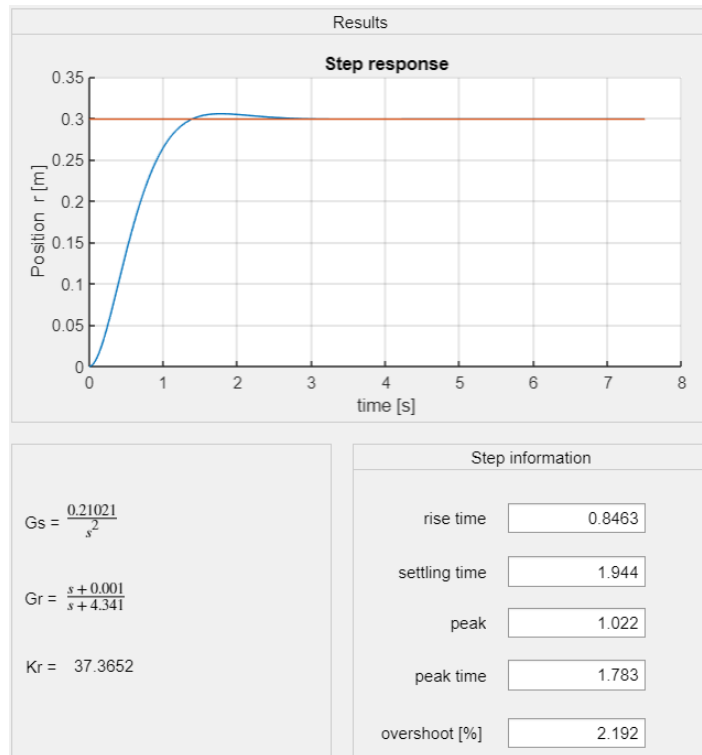 Results
Step response
0.35
0.3
0.25
0.2
0.15
0.1
0.05
0
Position r [m]
0 1 2 3 4 5 6 7 8
time [s]
Gs = 0.21021 / s^2
Gr = s + 0.001 / s + 4.341
Kr = 37.3652
Step information
rise time 0.8463
settling time 1.944
peak 1.022
peak time 1.783
overshoot [%] 2.192